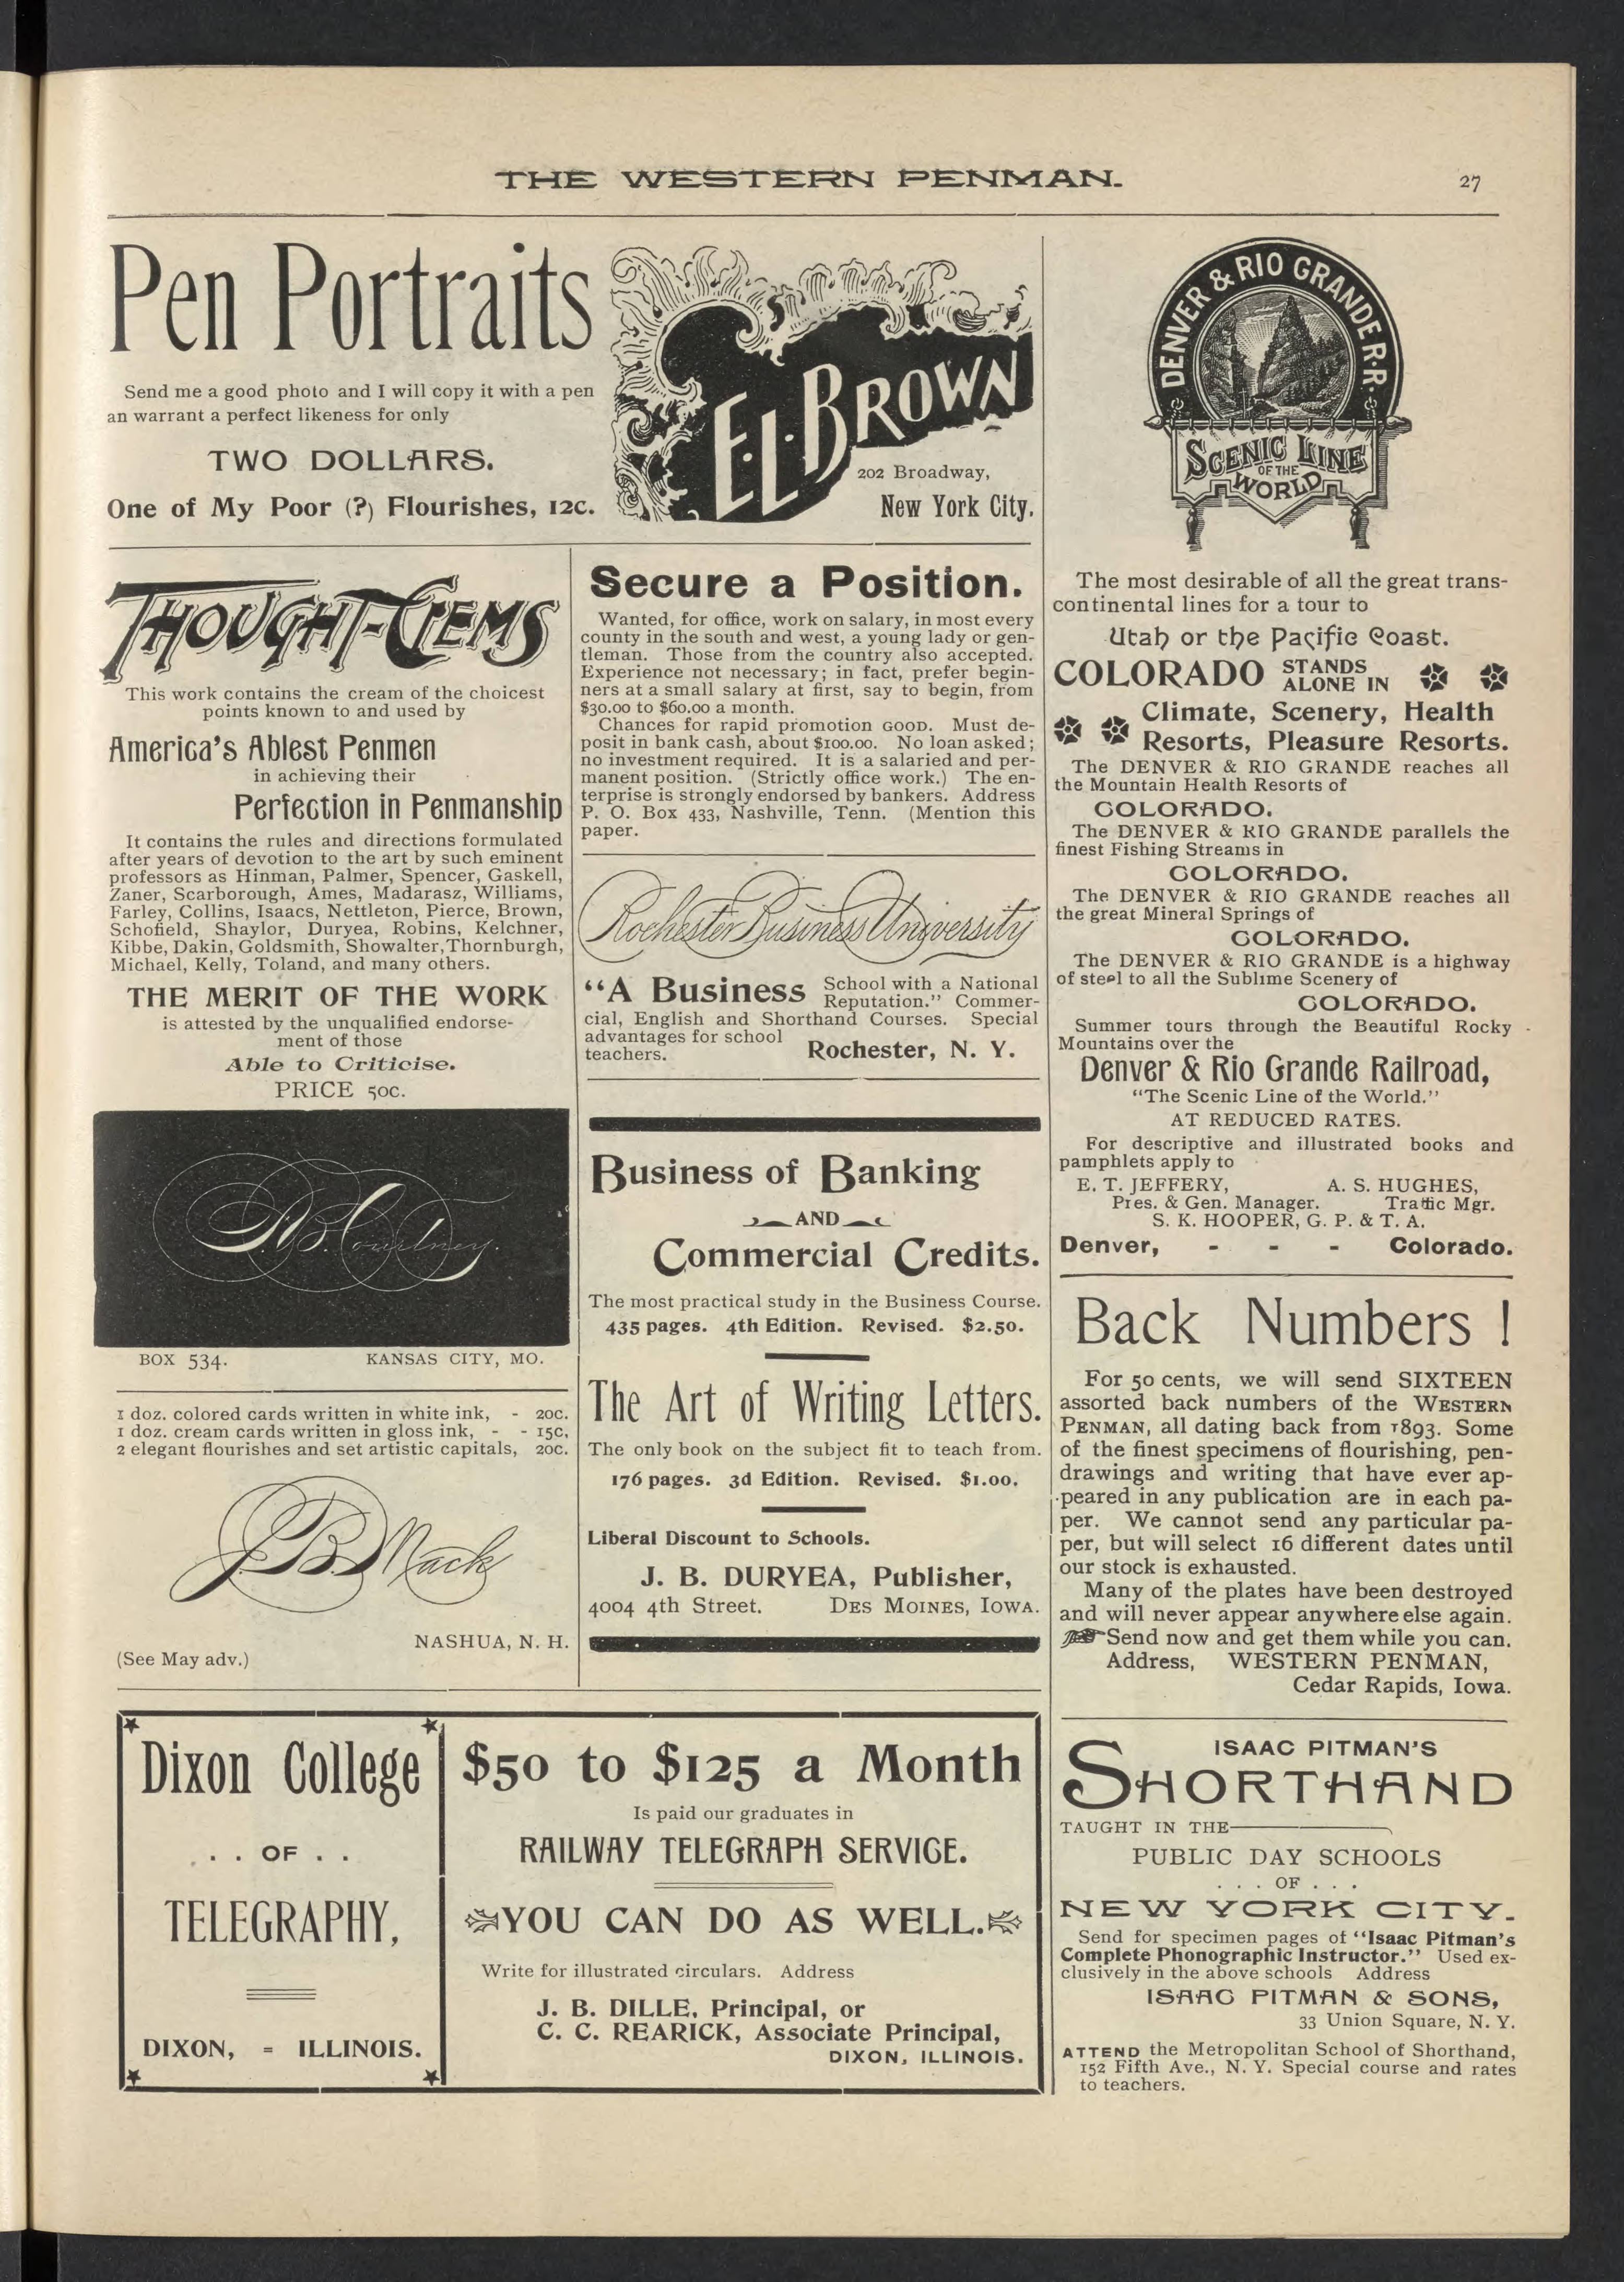 THE WESTERN PENMAN.
27
Pen Portraits
Send me a good photo and I will copy it with a pen
an warrant a perfect likeness for only
TWO DOLLARS.
One of My Poor (?) Flourishes, 12C.
E. L. BROWN
202 Broadway,
New York City.
THOUGHT-GEMS
This work contains the cream of the choicest
points known to and used by
America's Ablest Penmen
in achieving their
Perfection in Penmanship
It contains the rules and directions formulated
after years of devotion to the art by such eminent
professors as Hinman, Palmer, Spencer, Gaskell,
Zaner, Scarborough, Ames, Madarasz, Williams,
Farley, Collins, Isaacs, Nettleton, Pierce, Brown,
Schofield, Shaylor, Duryea, Robins, Kelchner,
Kibbe, Dakin, Goldsmith, Showalter, Thornburgh,
Michael, Kelly, Toland, and many others.
THE MERIT OF THE WORK
is attested by the unqualified endorse-
ment of those
Able to Criticise.
PRICE 50C.
Courtney.
BOX 534. KANSAS CITY, MO.
1 doz. colored cards written in white ink, - 20C.
1 doz. cream cards written in gloss ink, - - 15C,
2 elegant flourishes and set artistic capitals, 20C.
J.B. Mack
NASHUA, N. H.
(See May adv.)
Secure a Position.
Wanted, for office, work on salary, in most every
county in the south and west, a young lady or gen-
tleman. Those from the country also accepted.
Experience not necessary; in fact, prefer begin-
ners at a small salary at first, say to begin, from
$30.00 to $60.00 a month.
Chances for rapid promotion GOOD. Must de-
posit in bank cash, about $100.00. No loan asked;
no investment required. It is a salaried and per-
manent position. (Strictly office work.) The en-
terprise is strongly endorsed by bankers. Address
P. O. Box 433, Nashville, Tenn. (Mention this
paper.
Rochester Business University
"A Business School with a National
Reputation." Commer-
cial, English and Shorthand Courses. Special
advantages for school
teachers. Rochester, N. Y.
Business of Banking
AND
Commercial Credits.
The most practical study in the Business Course.
435 pages. 4th Edition. Revised. $2.50.
The Art of Writing Letters.
The only book on the subject fit to teach from.
176 pages. 3d Edition. Revised. $1.00.
Liberal Discount to Schools.
J. B. DURYEA, Publisher,
4004 4th Street. DES MOINES, IOWA.
DENVER & RIO GRANDE R.R.
SCENIC LINE
OF THE
WORLD
The most desirable of all the great trans-
continental lines for a tour to
Utah or the Pacific Coast.
COLORADO STANDS
ALONE IN
Climate, Scenery, Health
Resorts, Pleasure Resorts.
The DENVER & RIO GRANDE reaches all
the Mountain Health Resorts of
COLORADO.
The DENVER & RIO GRANDE parallels the
finest Fishing Streams in
COLORADO.
The DENVER & RIO GRANDE reaches all
the great Mineral Springs of
COLORADO.
The DENVER & RIO GRANDE is a highway
of steel to all the Sublime Scenery of
COLORADO.
Summer tours through the Beautiful Rocky
Mountains over the
Denver & Rio Grande Railroad,
"The Scenic Line of the World."
AT REDUCED RATES.
For descriptive and illustrated books and
pamphlets apply to
E. T. JEFFERY, A. S. HUGHES,
Pres. & Gen. Manager. Traffic Mgr.
S. K. HOOPER, G. P. & T. A.
Denver, - - - Colorado.
Back Numbers !
For 50 cents, we will send SIXTEEN
assorted back numbers of the WESTERN
PENMAN, all dating back from 1893. Some
of the finest specimens of flourishing, pen-
drawings and writing that have ever ap-
peared in any publication are in each pa-
per. We cannot send any particular pa-
per, but will select 16 different dates until
our stock is exhausted.
Many of the plates have been destroyed
and will never appear anywhere else again.
Send now and get them while you can.
Address, WESTERN PENMAN,
Cedar Rapids, Iowa.
Dixon College
. . OF . .
TELEGRAPHY,
DIXON, = ILLINOIS.
$50 to $125 a Month
Is paid our graduates in
RAILWAY TELEGRAPH SERVICE.
YOU CAN DO AS WELL.
Write for illustrated circulars. Address
J. B. DILLE, Principal, or
C. C. REARICK, Associate Principal,
DIXON, ILLINOIS.
ISAAC PITMAN'S
SHORTHAND
TAUGHT IN THE
PUBLIC DAY SCHOOLS
. . . OF . . .
NEW YORK CITY.
Send for specimen pages of "Isaac Pitman's
Complete Phonographic Instructor." Used ex-
clusively in the above schools Address
ISAAC PITMAN & SONS,
33 Union Square, N. Y.
ATTEND the Metropolitan School of Shorthand,
152 Fifth Ave., N. Y. Special course and rates
to teachers.